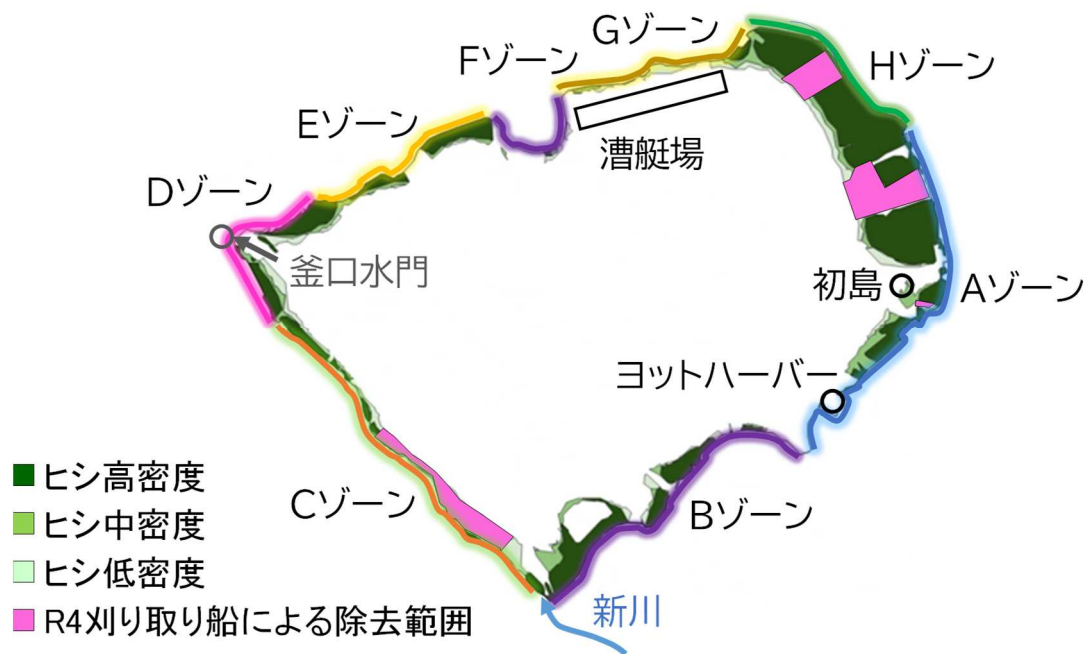 Gゾーン
Fゾーン
Hゾーン
Eゾーン
漕艇場
Dゾーン
釜口水門
初島
Aゾーン
ヨットハーバー
ヒシ高密度
Cゾーン
Bゾーン
ヒシ中密度
ヒシ低密度
新川
R4刈り取り船による除去範囲